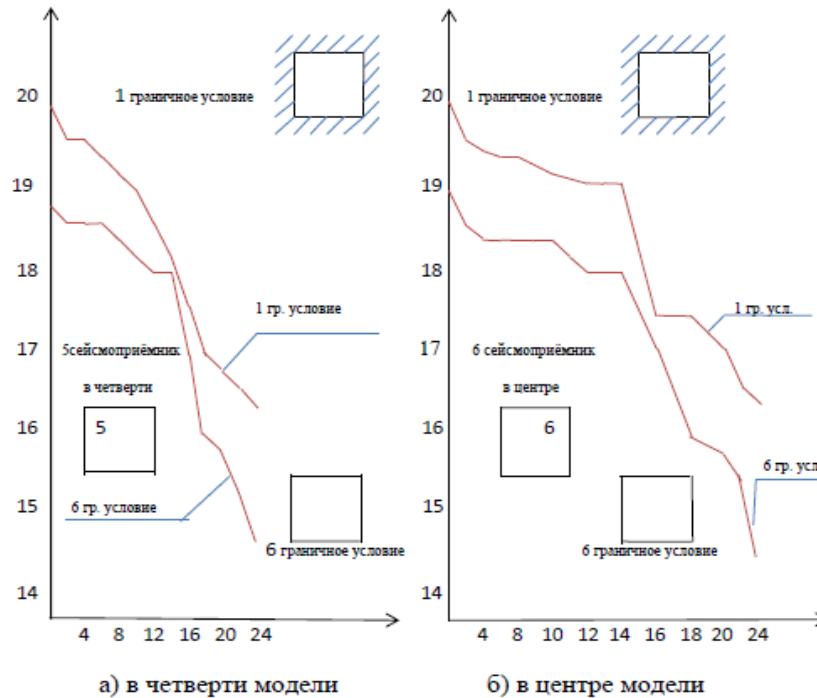 20
1 граничное условие
19
18
1 гр. условие
17
5сейсмоприёмник
в четверти
16
5
15
6 гр. условие
6 граничное условие
14
4 8 12 16 20 24
а) в четверти модели
20
1 граничное условие
19
18
1 гр. усл.
17
6 сейсмоприёмник
в центре
16
6
6 гр. усл
15
6 граничное условие
14
4 6 10 12 14 16 20 24
б) в центре модели